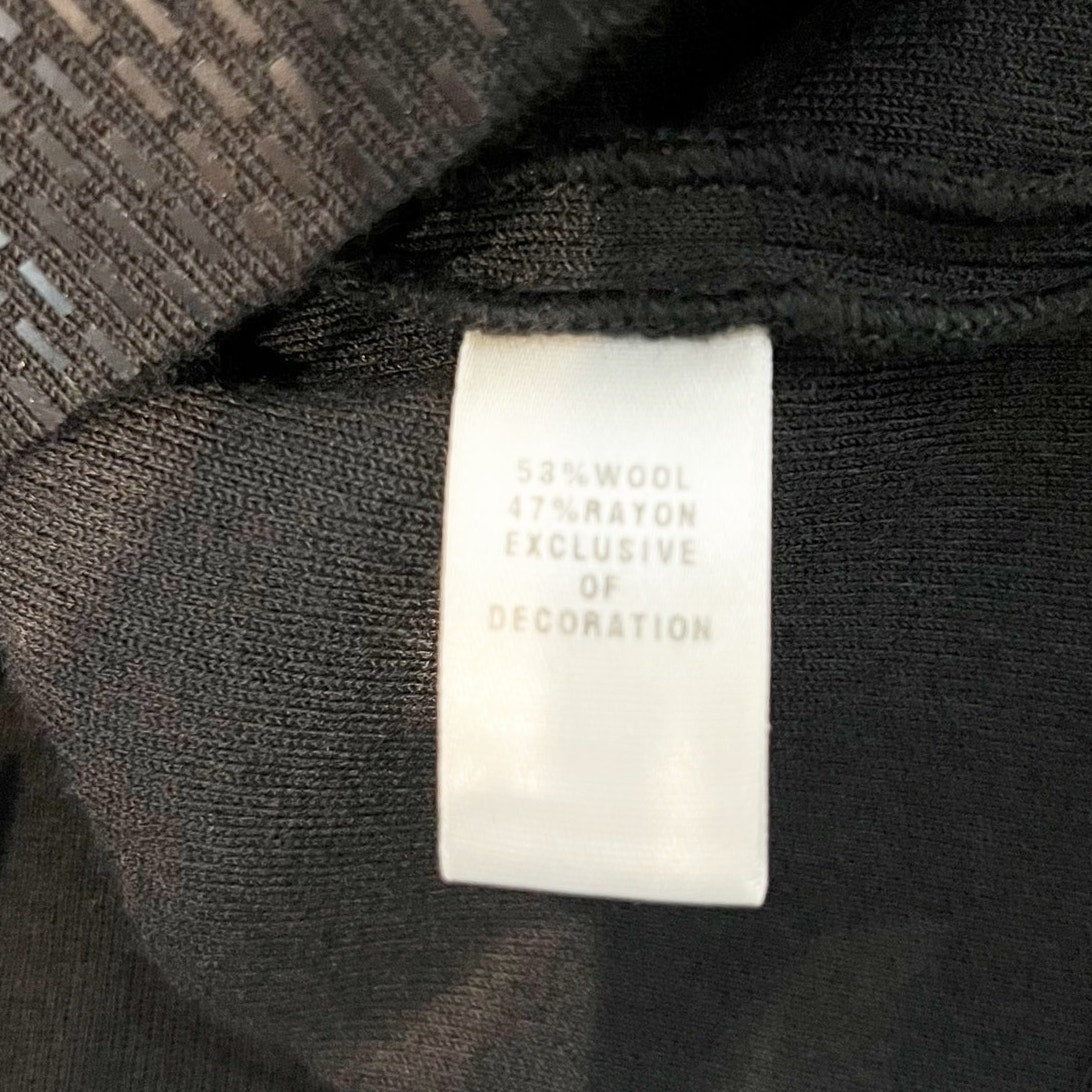 53%WOOL
47%RAYON
EXCLUSIVE
OF
DECORATION